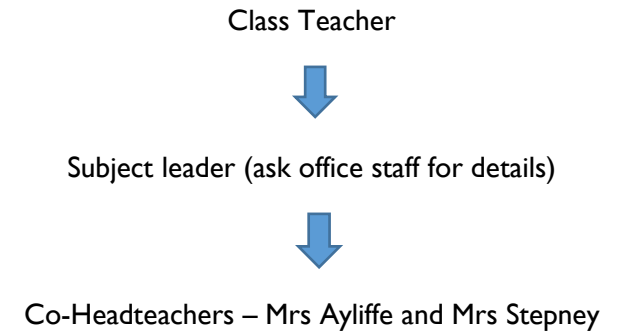 Class Teacher
Subject leader (ask office staff for details)
Co-Headteachers – Mrs Ayliffe and Mrs Stepney